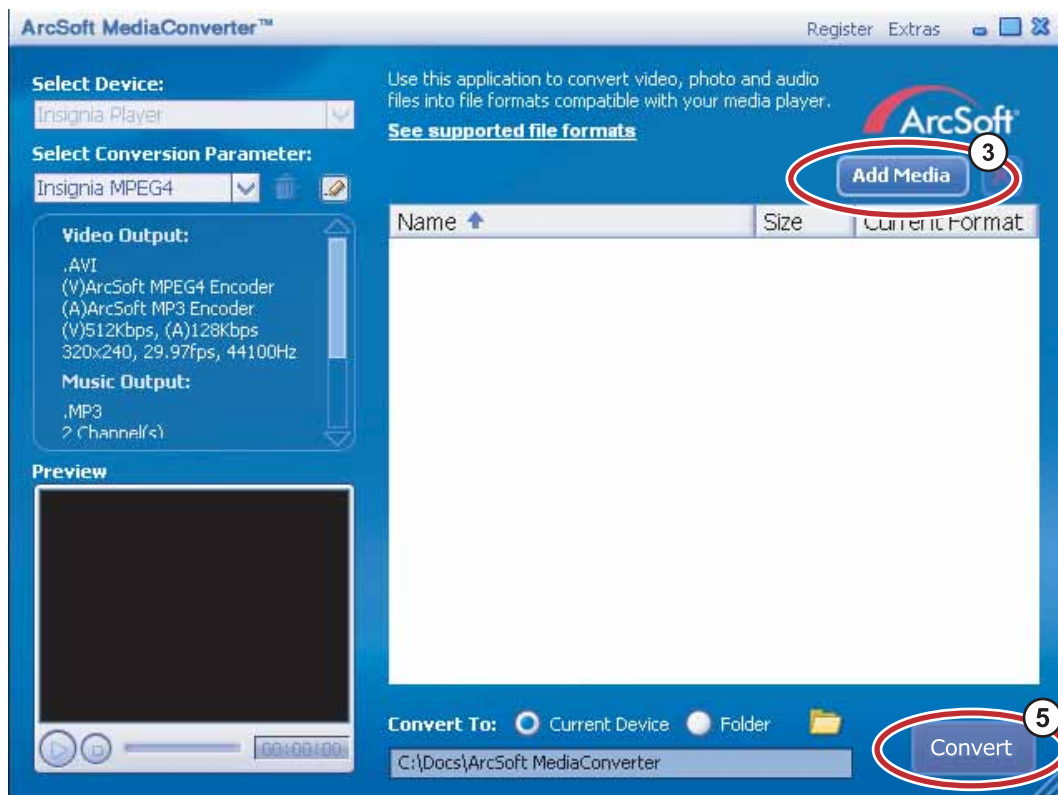 ArcSoft MediaConverter™
Register Extras
Select Device:
Insignia Player
Select Conversion Parameter:
Insignia MPEG4
Video Output:
.AVI
(V)ArcSoft MPEG4 Encoder
(A)ArcSoft MP3 Encoder
(V)512Kbps, (A)128Kbps
320x240, 29.97fps, 44100Hz
Music Output:
.MP3
2 Channel(s)
Preview
00:00:00
Use this application to convert video, photo and audio
files into file formats compatible with your media player.
See supported file formats
ArcSoft
3
Add Media
Name Size Current Format
Convert To: Current Device Folder
C:\Docs\ArcSoft MediaConverter
5
Convert